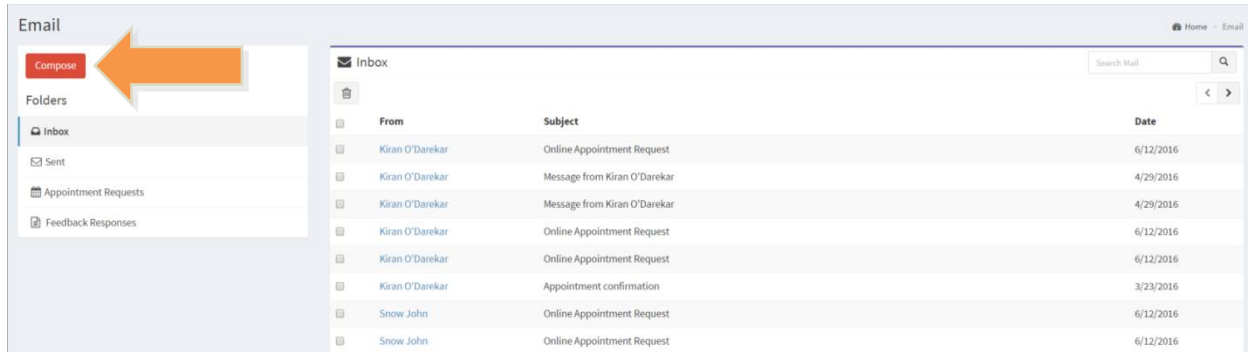 Email
Home > Email
Compose
Folders
Inbox
Sent
Appointment Requests
Feedback Responses
Inbox
Search Mail
From Subject Date
Kiran O'Darekar Online Appointment Request 6/12/2016
Kiran O'Darekar Message from Kiran O'Darekar 4/29/2016
Kiran O'Darekar Message from Kiran O'Darekar 4/29/2016
Kiran O'Darekar Online Appointment Request 6/12/2016
Kiran O'Darekar Online Appointment Request 6/12/2016
Kiran O'Darekar Appointment confirmation 3/23/2016
Snow John Online Appointment Request 6/12/2016
Snow John Online Appointment Request 6/12/2016